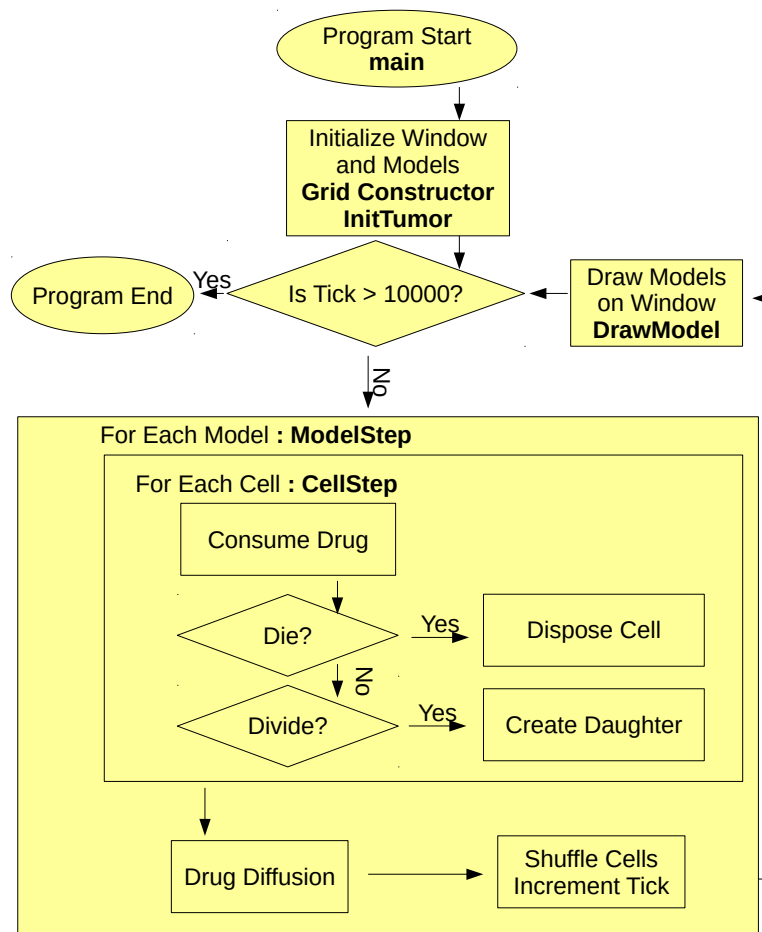 Program Start
main
Initialize Window
and Models
Grid Constructor
InitTumor
Program End
Yes
Is Tick > 10000?
Draw Models
on Window
DrawModel
No
For Each Model : ModelStep
For Each Cell : CellStep
Consume Drug
Die?
Yes
Dispose Cell
No
Divide?
Yes
Create Daughter
Drug Diffusion
Shuffle Cells
Increment Tick